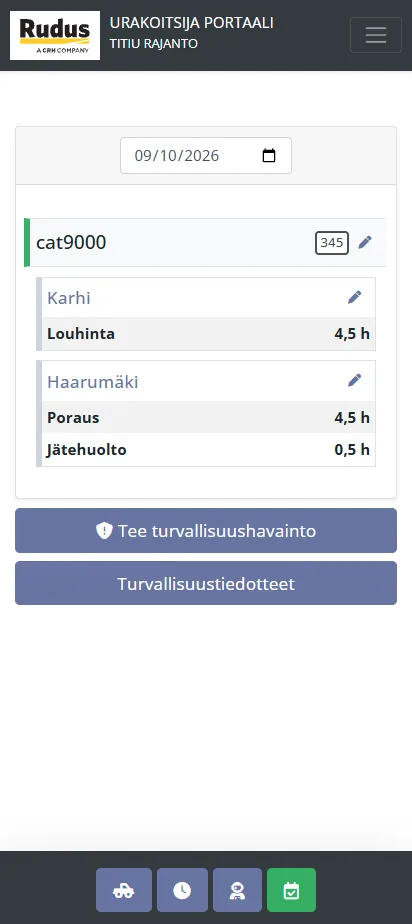 Rudus
A CRH COMPANY
URAKOITSIJA PORTAALI
TITIU RAJANTO
09/10/2026
cat9000
345
Karhi
Louhinta
4,5 h
Haarumäki
Poraus
4,5 h
Jätehuolto
0,5 h
Tee turvallisuushavainto
Turvallisuustiedotteet